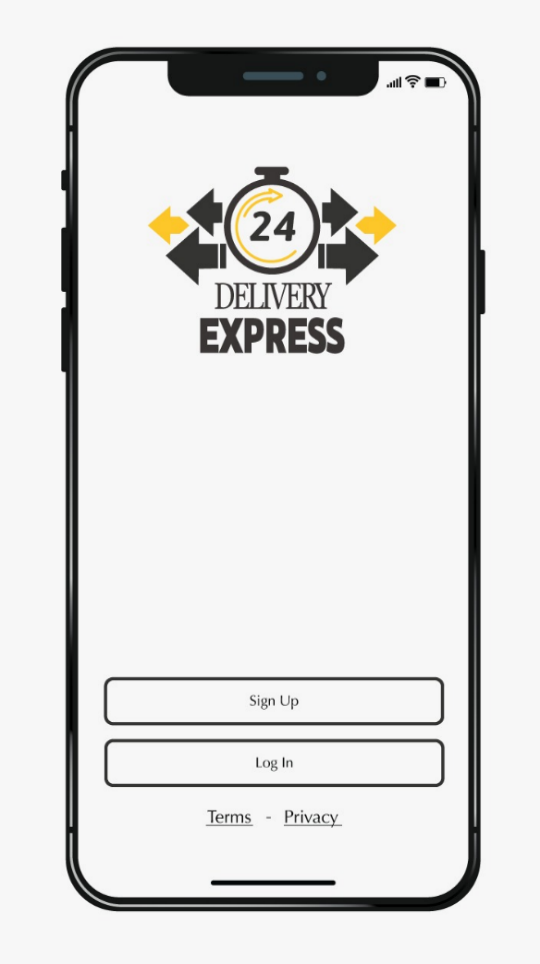 24
DELIVERY
EXPRESS
Sign Up
Log In
Terms - Privacy